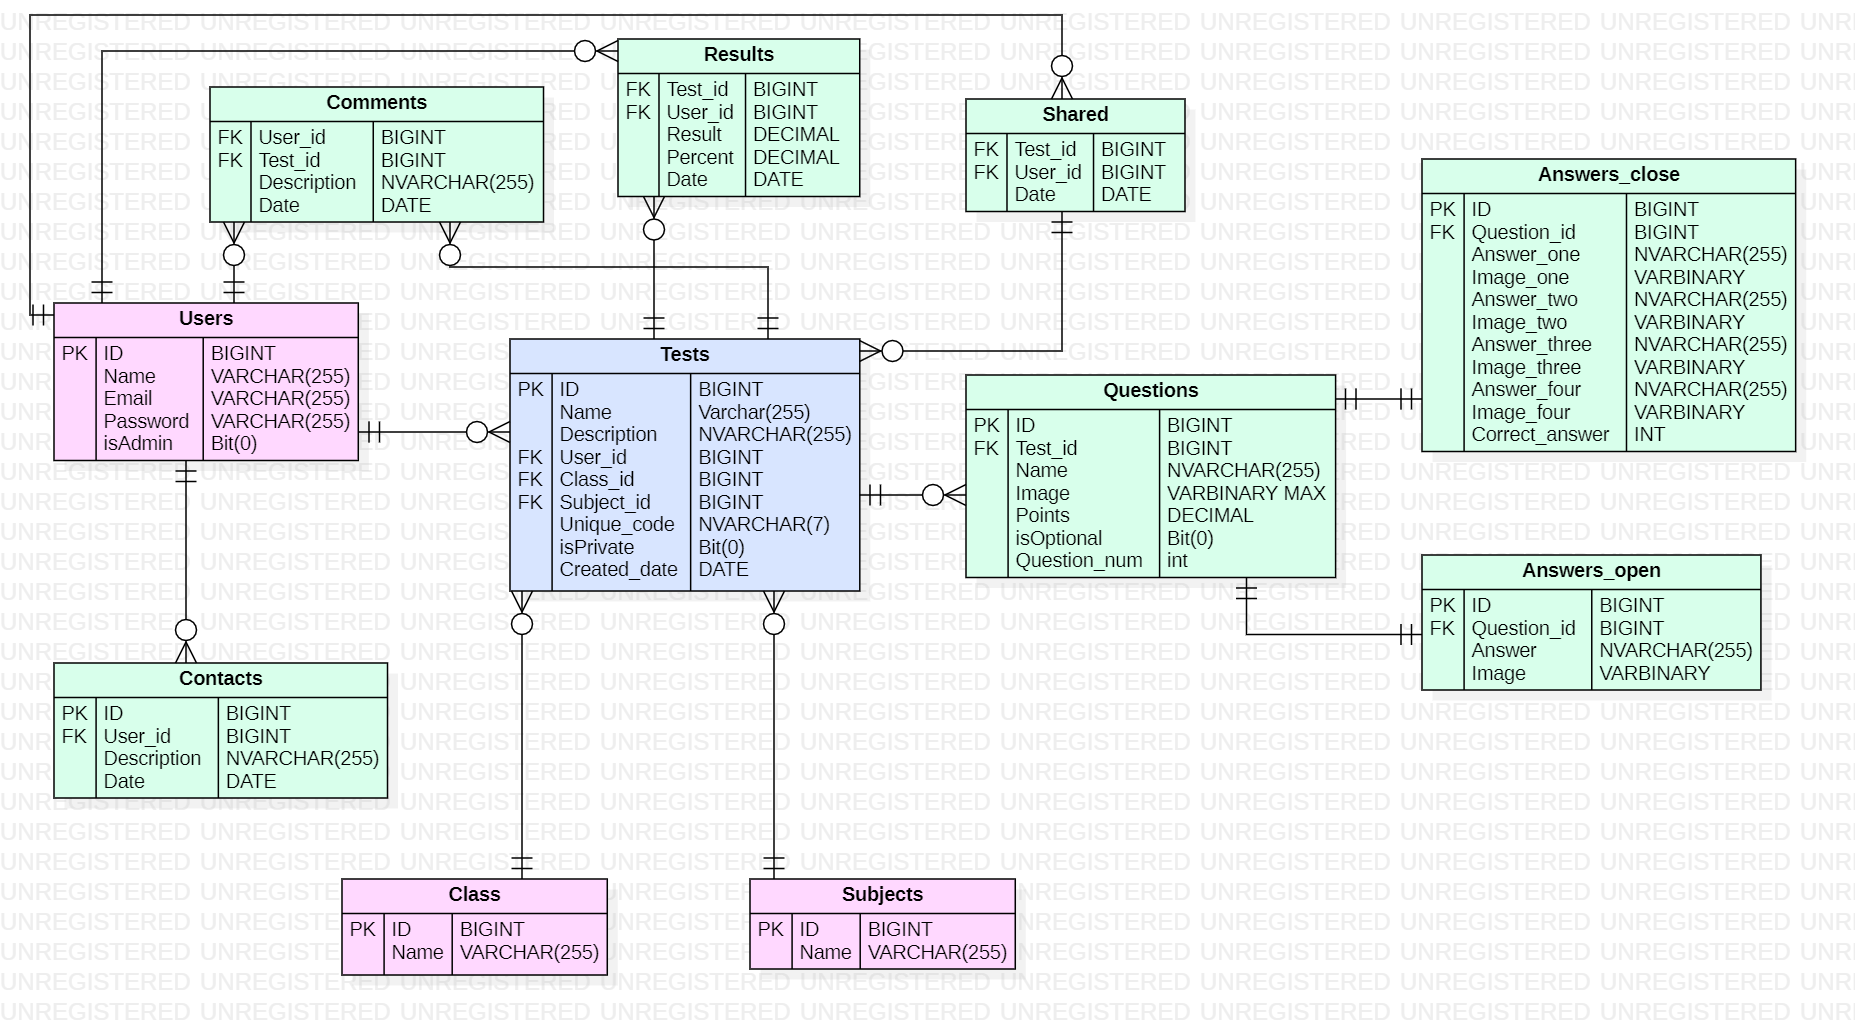 Results
FK Test_id BIGINT
FK User_id BIGINT
Result DECIMAL
Percent DECIMAL
Date DATE
Comments
FK User_id BIGINT
FK Test_id BIGINT
Description NVARCHAR(255)
Date DATE
Shared
FK Test_id BIGINT
FK User_id BIGINT
Date DATE
Answers_close
PK ID BIGINT
FK Question_id BIGINT
Answer_one NVARCHAR(255)
Image_one VARBINARY
Answer_two NVARCHAR(255)
Image_two VARBINARY
Answer_three NVARCHAR(255)
Image_three VARBINARY
Answer_four NVARCHAR(255)
Image_four VARBINARY
Correct_answer INT
Users
PK ID BIGINT
Name VARCHAR(255)
Email VARCHAR(255)
Password VARCHAR(255)
isAdmin Bit(0)
Tests
PK ID BIGINT
Name Varchar(255)
Description NVARCHAR(255)
FK User_id BIGINT
FK Class_id BIGINT
FK Subject_id BIGINT
Unique_code NVARCHAR(7)
isPrivate Bit(0)
Created_date DATE
Questions
PK ID BIGINT
FK Test_id BIGINT
Name NVARCHAR(255)
Image VARBINARY MAX
Points DECIMAL
isOptional Bit(0)
Question_num int
Answers_open
PK ID BIGINT
FK Question_id BIGINT
Answer NVARCHAR(255)
Image VARBINARY
Contacts
PK ID BIGINT
FK User_id BIGINT
Description NVARCHAR(255)
Date DATE
Class
PK ID BIGINT
Name VARCHAR(255)
Subjects
PK ID BIGINT
Name VARCHAR(255)
UNREGISTERED